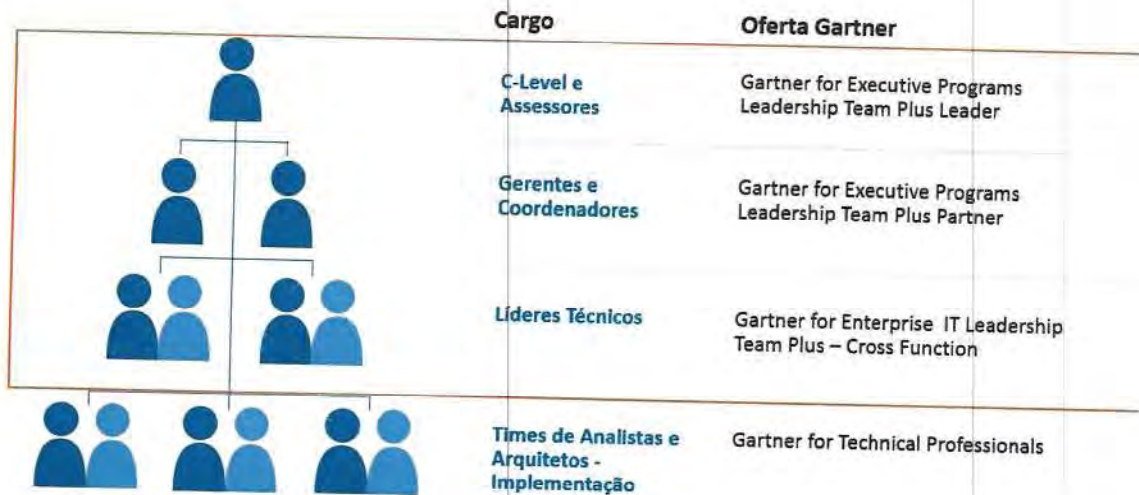 Cargo
Oferta Gartner
C-Level e
Assessores
Gartner for Executive Programs
Leadership Team Plus Leader
Gerentes e
Coordenadores
Gartner for Executive Programs
Leadership Team Plus Partner
Líderes Técnicos
Gartner for Enterprise IT Leadership
Team Plus – Cross Function
Times de Analistas e
Arquitetos -
Implementação
Gartner for Technical Professionals